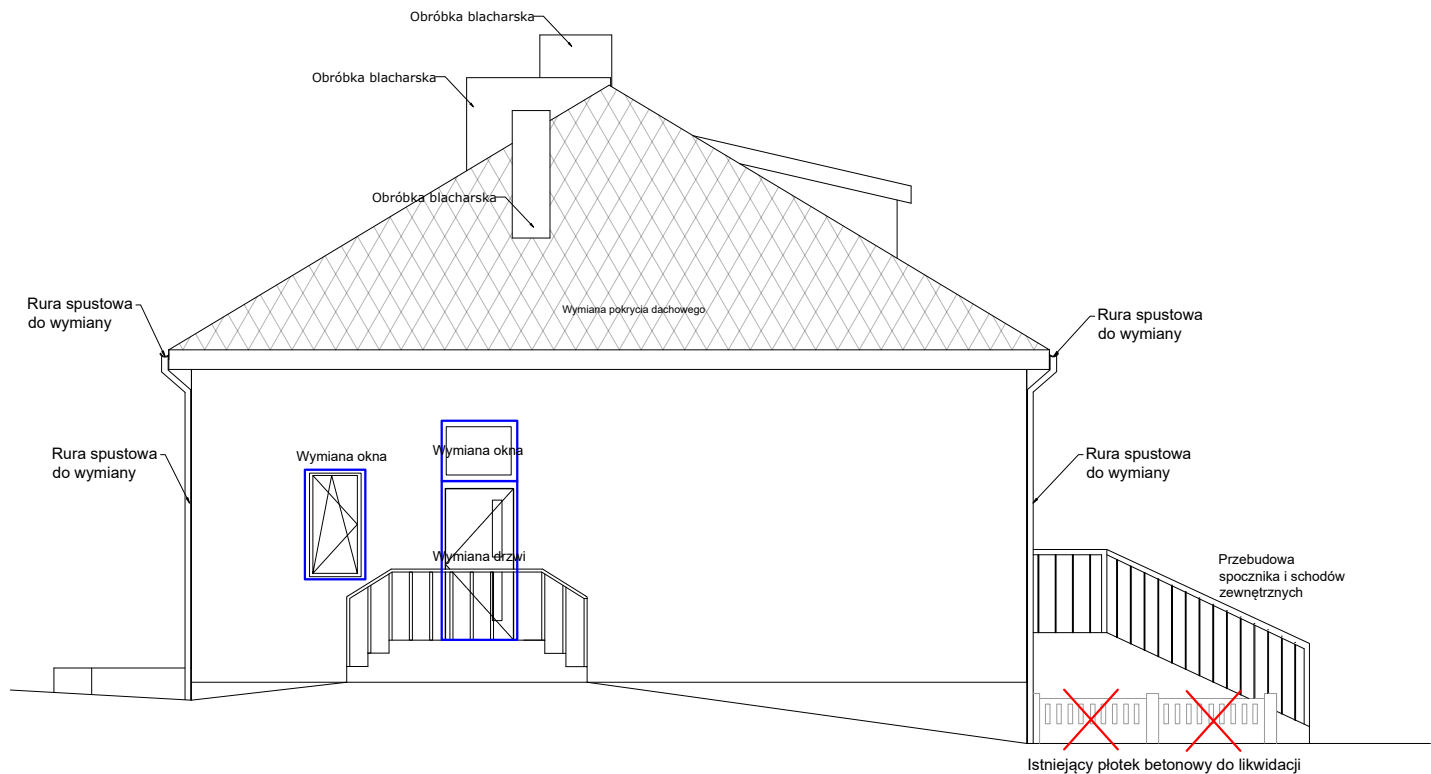 Obróbka blacharska
Obróbka blacharska
Obróbka blacharska
Rura spustowa
do wymiany
Wymiana pokrycia dachowego
Rura spustowa
do wymiany
Rura spustowa
do wymiany
Wymiana okna
Wymiana okna
Rura spustowa
do wymiany
Wymiana drzwi
Przebudowa
spocznika i schodów
zewnętrznych
Istniejący płotek betonowy do likwidacji